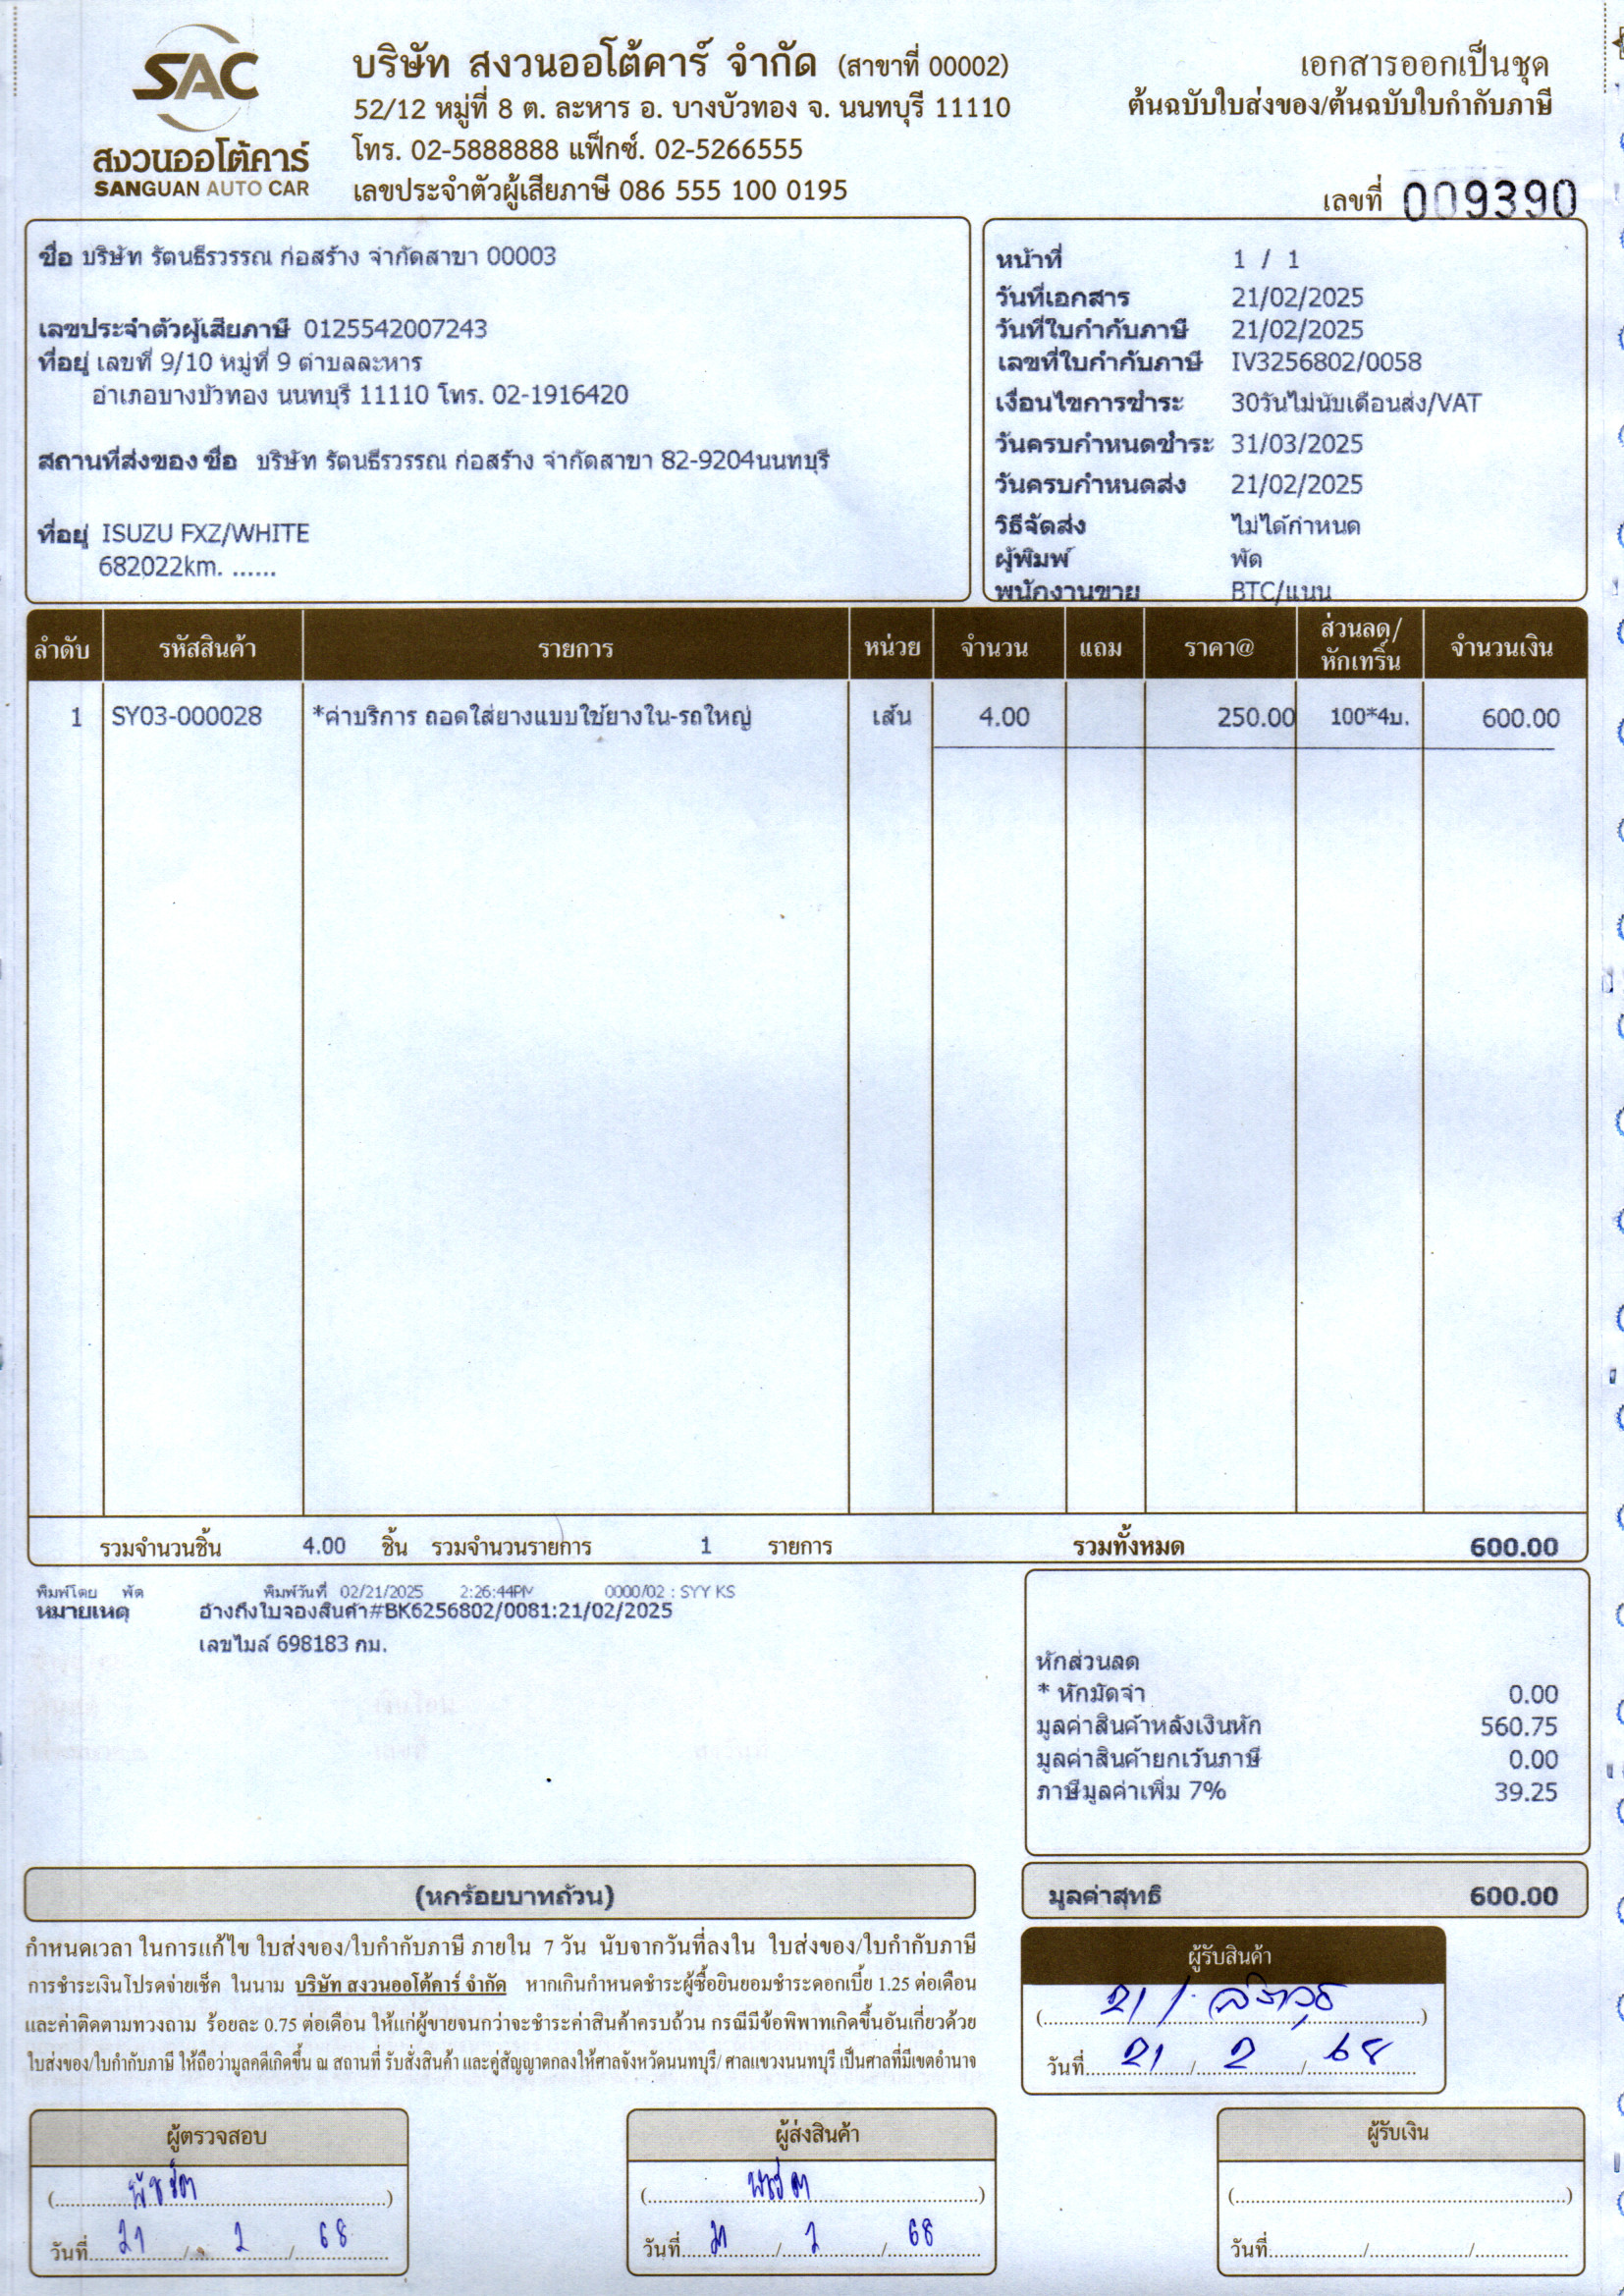 SAC
สงวนออโต้คาร์
SANGUAN AUTO CAR
บริษัท สงวนออโต้คาร์ จำกัด (สาขาที่ 00002)
52/12 หมู่ที่ 8 ต. ละหาร อ. บางบัวทอง จ. นนทบุรี 11110
โทร. 02-5888888 แฟ็กซ์. 02-5266555
เลขประจำตัวผู้เสียภาษี 086 555 100 0195
เอกสารออกเป็นชุด
ต้นฉบับใบส่งของ/ต้นฉบับใบกำกับภาษี
เลขที่ 009390
ชื่อ บริษัท รัตนธีรวรรณ ก่อสร้าง จำกัดสาขา 00003
เลขประจำตัวผู้เสียภาษี 0125542007243
ที่อยู่ เลขที่ 9/10 หมู่ที่ 9 ตำบลละหาร
อำเภอบางบัวทอง นนทบุรี 11110 โทร. 02-1916420
สถานที่ส่งของ ชื่อ บริษัท รัตนธีรวรรณ ก่อสร้าง จำกัดสาขา 82-9204นนทบุรี
ที่อยู่ ISUZU FXZ/WHITE
682022km. ......
หน้าที่ 1 / 1
วันที่เอกสาร 21/02/2025
วันที่ใบกำกับภาษี 21/02/2025
เลขที่ใบกำกับภาษี IV3256802/0058
เงื่อนไขการชำระ 30วันไม่นับเดือนส่ง/VAT
วันครบกำหนดชำระ 31/03/2025
วันครบกำหนดส่ง 21/02/2025
วิธีจัดส่ง ไม่ได้กำหนด
ผู้พิมพ์ พัด
พนักงานขาย BTC/แนน
ลำดับ รหัสสินค้า รายการ หน่วย จำนวน แถม ราคา@ ส่วนลด/หักเทริ์น จำนวนเงิน
1 SY03-000028 *ค่าบริการ ถอดใส่ยางแบบใช้ยางใน-รถใหญ่ เส้น 4.00 250.00 100*4บ. 600.00
รวมจำนวนชิ้น 4.00 ชิ้น รวมจำนวนรายการ 1 รายการ รวมทั้งหมด 600.00
พิมพ์โดย พัด พิมพ์วันที่ 02/21/2025 2:26:44PM 0000/02 : SYY KS
หมายเหตุ อ้างถึงใบจองสินค้า#BK6256802/0081:21/02/2025
เลขไมล์ 698183 กม.
หักส่วนลด
* หักมัดจำ 0.00
มูลค่าสินค้าหลังเงินหัก 560.75
มูลค่าสินค้ายกเว้นภาษี 0.00
ภาษีมูลค่าเพิ่ม 7% 39.25
(หกร้อยบาทถ้วน)
มูลค่าสุทธิ 600.00
กำหนดเวลา ในการแก้ไข ใบส่งของ/ใบกำกับภาษี ภายใน 7 วัน นับจากวันที่ลงใน ใบส่งของ/ใบกำกับภาษี
การชำระเงินโปรดจ่ายเช็ค ในนาม บริษัท สงวนออโต้คาร์ จำกัด หากเกินกำหนดชำระผู้ซื้อยินยอมชำระดอกเบี้ย 1.25 ต่อเดือน
และค่าติดตามทวงถาม ร้อยละ 0.75 ต่อเดือน ให้แก่ผู้ขายจนกว่าจะชำระค่าสินค้าครบถ้วน กรณีมีข้อพิพาทเกิดขึ้นอันเกี่ยวด้วย
ใบส่งของ/ใบกำกับภาษี ให้ถือว่ามูลคดีเกิดขึ้น ณ สถานที่ รับสั่งสินค้า และคู่สัญญาตกลงให้ศาลจังหวัดนนทบุรี/ ศาลแขวงนนทบุรี เป็นศาลที่มีเขตอำนาจ
ผู้รับสินค้า
วันที่ 21 / 2 / 68
ผู้ตรวจสอบ
วันที่ 21 / 2 / 68
ผู้ส่งสินค้า
วันที่ 21 / 2 / 68
ผู้รับเงิน
วันที่ / /